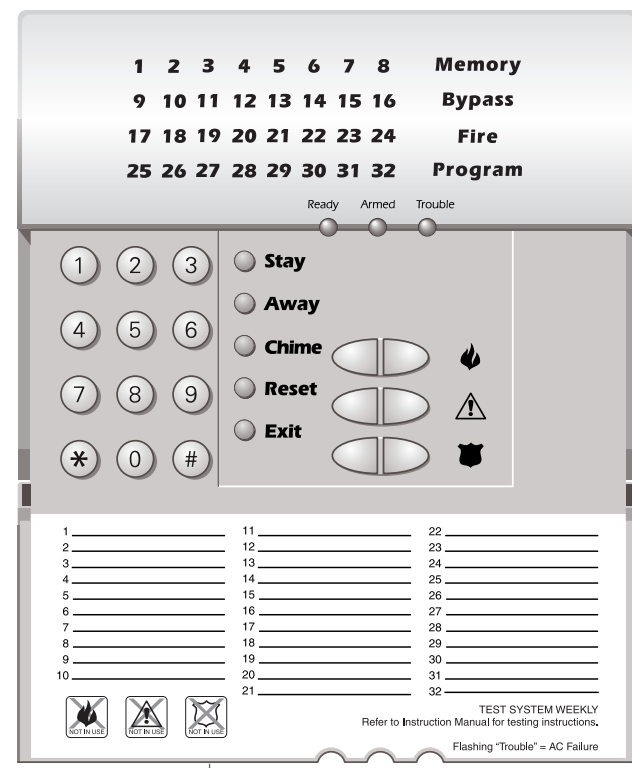 1 2 3 4 5 6 7 8 Memory
9 10 11 12 13 14 15 16 Bypass
17 18 19 20 21 22 23 24 Fire
25 26 27 28 29 30 31 32 Program
Ready Armed Trouble
1 2 3 Stay
Away
4 5 6 Chime
7 8 9 Reset
Exit
* 0 #
1 11 22
2 12 23
3 13 24
4 14 25
5 15 26
6 16 27
7 17 28
8 18 29
9 19 30
10 20 31
21 32
NOT IN USE NOT IN USE NOT IN USE
TEST SYSTEM WEEKLY
Refer to Instruction Manual for testing instructions.
Flashing "Trouble" = AC Failure